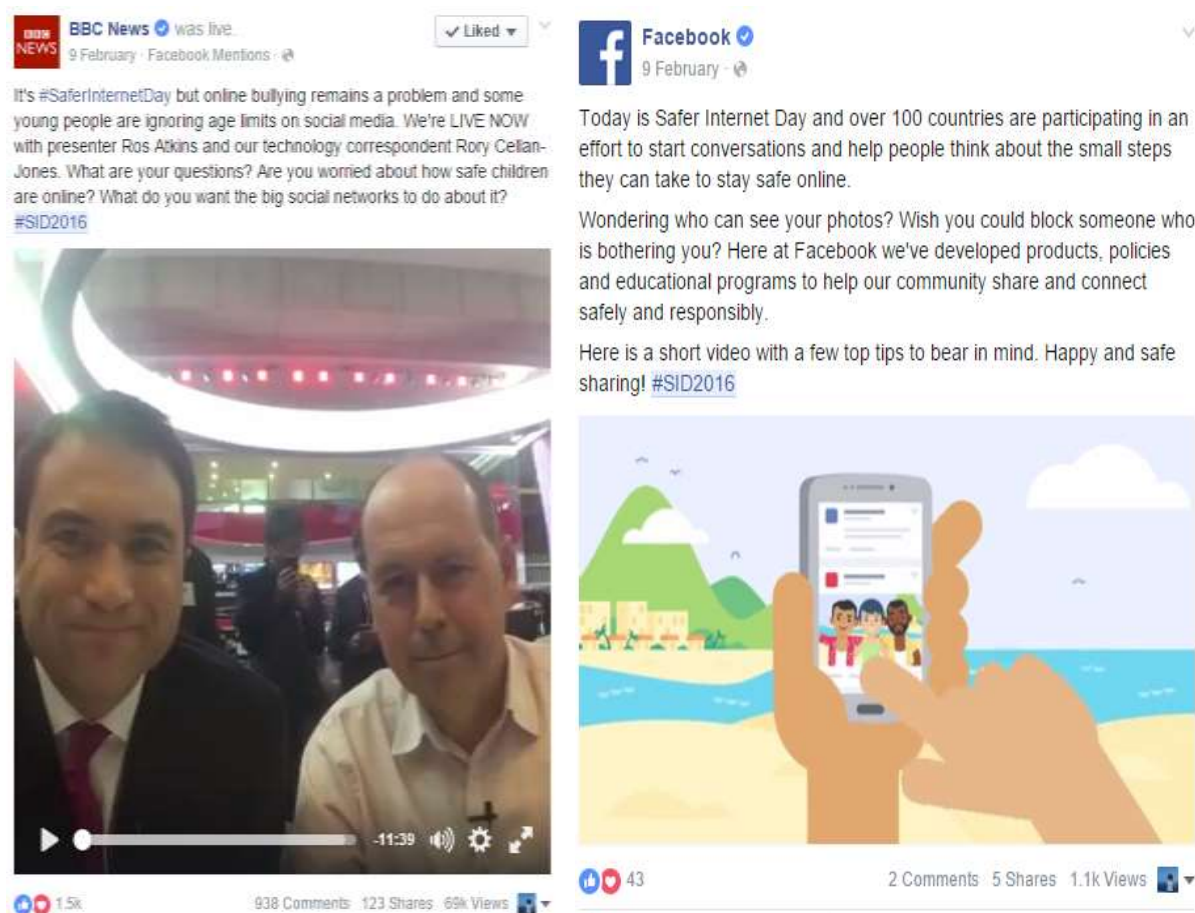 BBC NEWS
BBC News was live.
Liked
9 February · Facebook Mentions ·
It's #SaferInternetDay but online bullying remains a problem and some
young people are ignoring age limits on social media. We're LIVE NOW
with presenter Ros Atkins and our technology correspondent Rory Cellan-
Jones. What are your questions? Are you worried about how safe children
are online? What do you want the big social networks to do about it?
#SID2016
-11:39
1.5k
938 Comments 123 Shares 69k Views
f
Facebook
9 February ·
Today is Safer Internet Day and over 100 countries are participating in an
effort to start conversations and help people think about the small steps
they can take to stay safe online.
Wondering who can see your photos? Wish you could block someone who
is bothering you? Here at Facebook we've developed products, policies
and educational programs to help our community share and connect
safely and responsibly.
Here is a short video with a few top tips to bear in mind. Happy and safe
sharing! #SID2016
43
2 Comments 5 Shares 1.1k Views